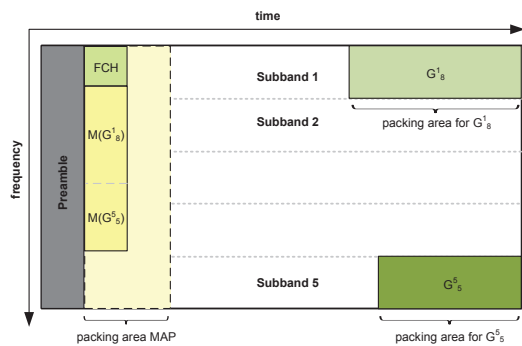 time
frequency
Preamble
FCH
M(G¹₈)
M(G⁵₅)
Subband 1
Subband 2
Subband 5
G¹₈
packing area for G¹₈
G⁵₅
packing area MAP
packing area for G⁵₅